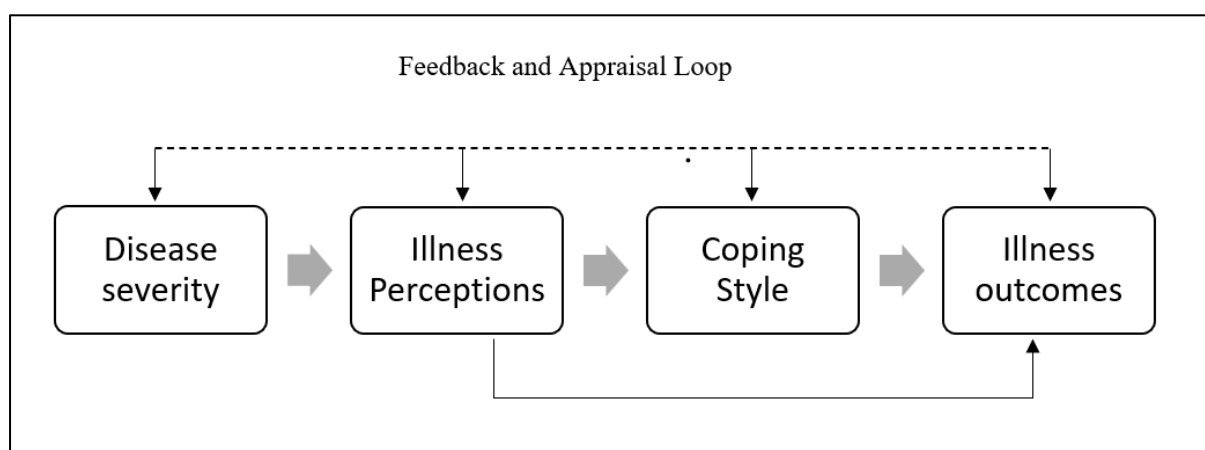 Feedback and Appraisal Loop
Disease
severity
Illness
Perceptions
Coping
Style
Illness
outcomes